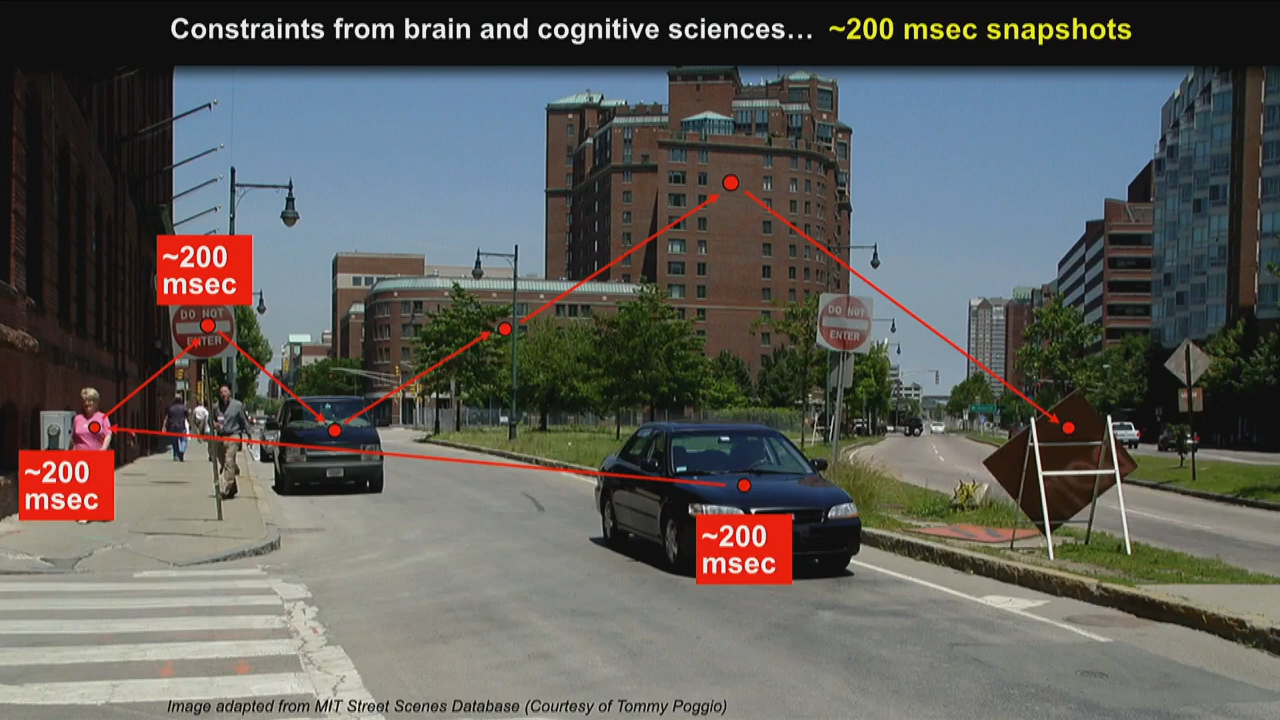 Constraints from brain and cognitive sciences… ~200 msec snapshots
~200
msec
DO NOT
ENTER
DO NOT
ENTER
~200
msec
~200
msec
Image adapted from MIT Street Scenes Database (Courtesy of Tommy Poggio)